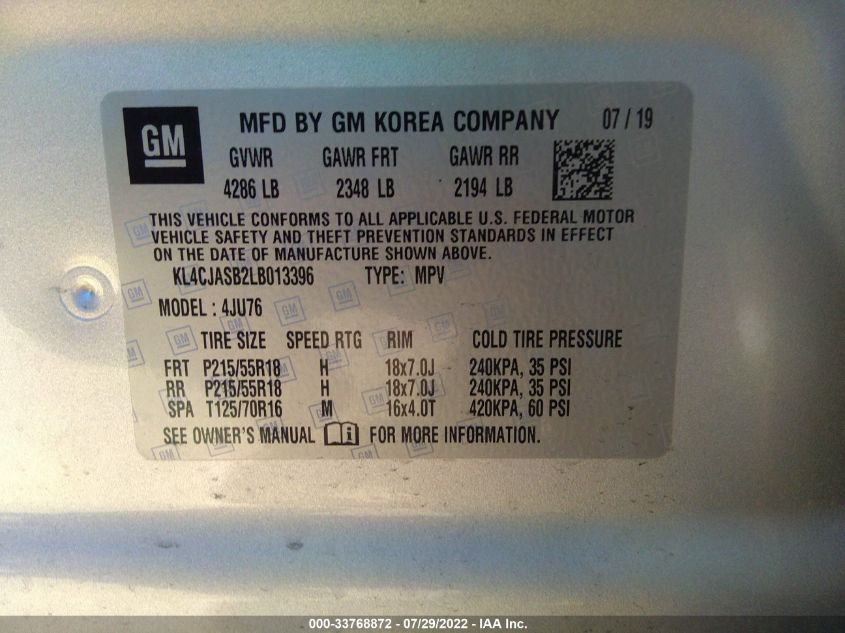 GM MFD BY GM KOREA COMPANY 07 / 19
GVWR GAWR FRT GAWR RR
4286 LB 2348 LB 2194 LB
THIS VEHICLE CONFORMS TO ALL APPLICABLE U.S. FEDERAL MOTOR
VEHICLE SAFETY AND THEFT PREVENTION STANDARDS IN EFFECT
ON THE DATE OF MANUFACTURE SHOWN ABOVE.
KL4CJASB2LB013396 TYPE: MPV
MODEL : 4JU76
TIRE SIZE SPEED RTG RIM COLD TIRE PRESSURE
FRT P215/55R18 H 18x7.0J 240KPA, 35 PSI
RR P215/55R18 H 18x7.0J 240KPA, 35 PSI
SPA T125/70R16 M 16x4.0T 420KPA, 60 PSI
SEE OWNER'S MANUAL i FOR MORE INFORMATION.
000-33768872 - 07/29/2022 - IAA Inc.